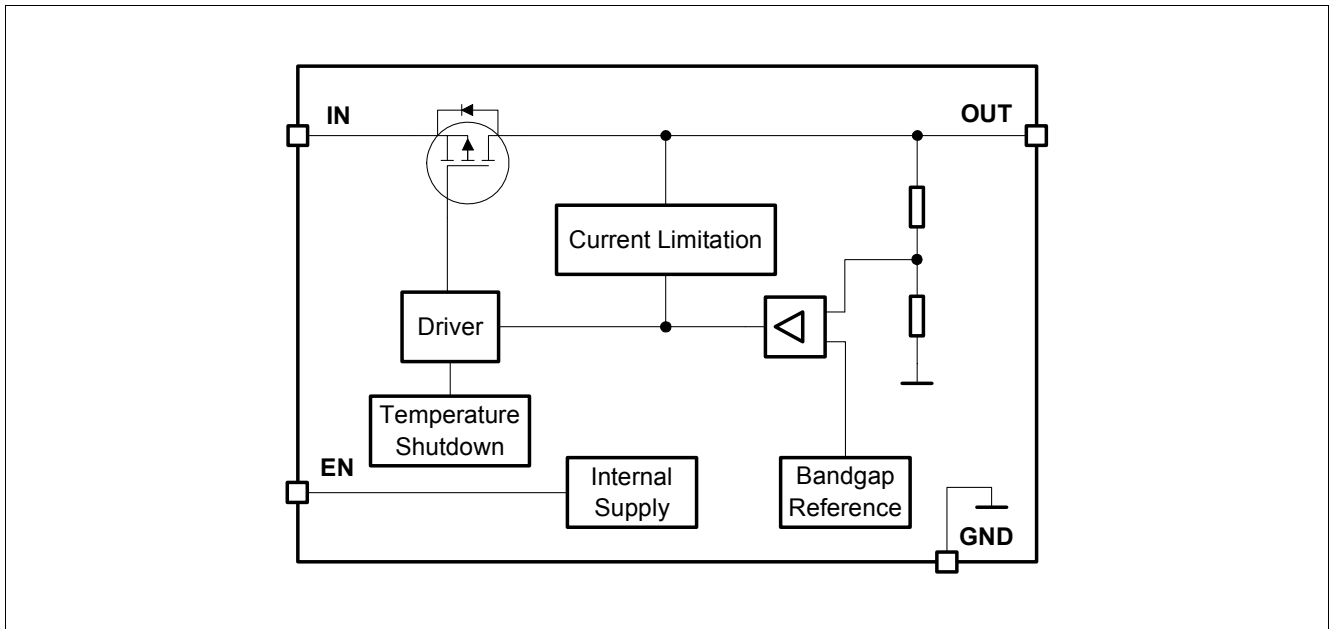 IN
OUT
Current Limitation
Driver
Temperature
Shutdown
EN
Internal
Supply
Bandgap
Reference
GND